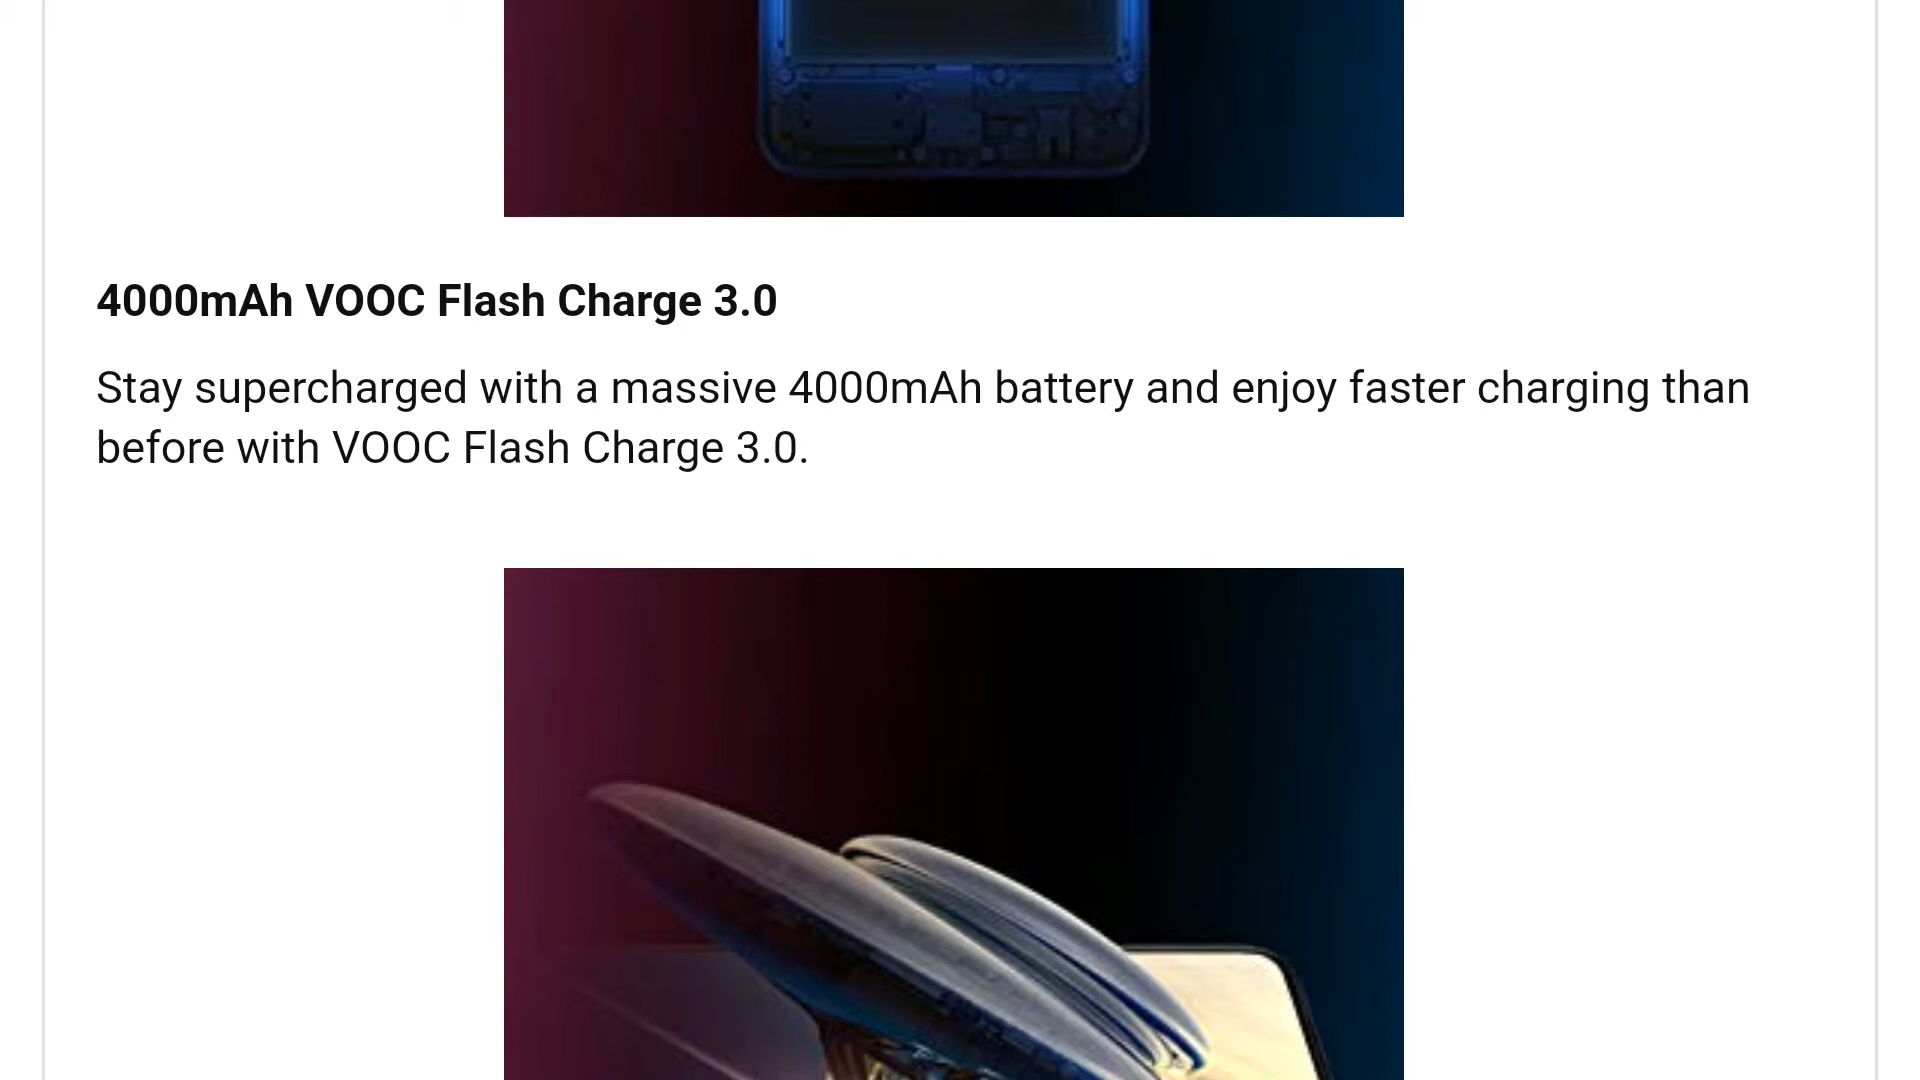 4000mAh VOOC Flash Charge 3.0
Stay supercharged with a massive 4000mAh battery and enjoy faster charging than
before with VOOC Flash Charge 3.0.